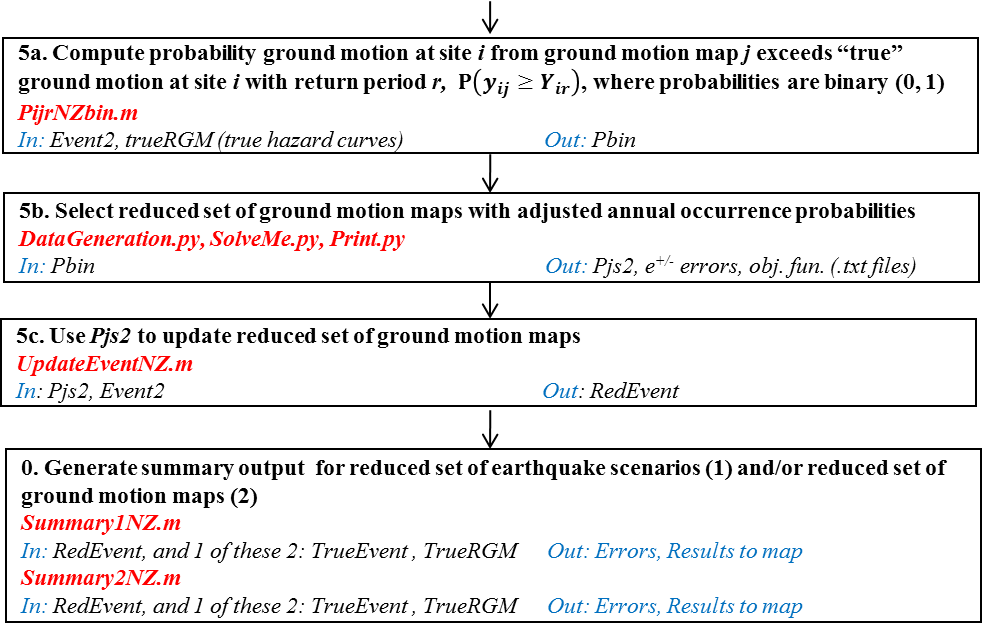 5a. Compute probability ground motion at site i from ground motion map j exceeds “true”
ground motion at site i with return period r, P(yij ≥ Yir), where probabilities are binary (0, 1)
PijrNZbin.m
In: Event2, trueRGM (true hazard curves) Out: Pbin
5b. Select reduced set of ground motion maps with adjusted annual occurrence probabilities
DataGeneration.py, SolveMe.py, Print.py
In: Pbin Out: Pjs2, e+/- errors, obj. fun. (.txt files)
5c. Use Pjs2 to update reduced set of ground motion maps
UpdateEventNZ.m
In: Pjs2, Event2 Out: RedEvent
0. Generate summary output for reduced set of earthquake scenarios (1) and/or reduced set of
ground motion maps (2)
Summary1NZ.m
In: RedEvent, and 1 of these 2: TrueEvent , TrueRGM Out: Errors, Results to map
Summary2NZ.m
In: RedEvent, and 1 of these 2: TrueEvent , TrueRGM Out: Errors, Results to map